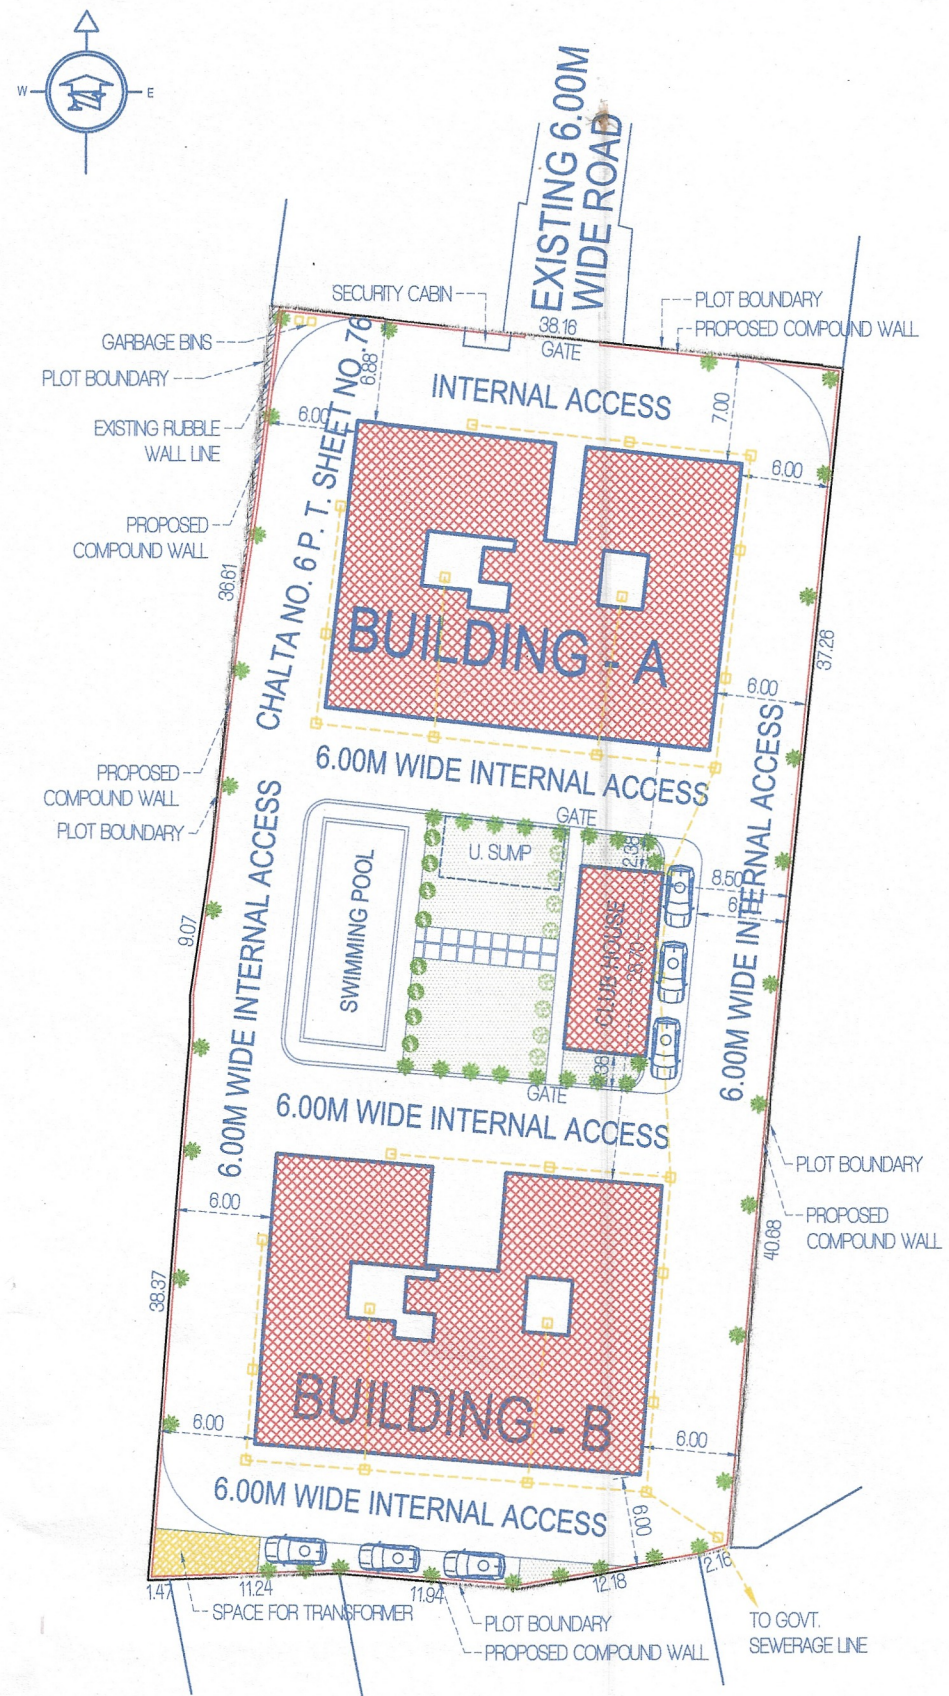 W
E
EXISTING 6.00M
WIDE ROAD
SECURITY CABIN
38.16
GATE
PLOT BOUNDARY
PROPOSED COMPOUND WALL
GARBAGE BINS
PLOT BOUNDARY
EXISTING RUBBLE
WALL LINE
PROPOSED
COMPOUND WALL
6.88
INTERNAL ACCESS
7.00
6.00
6.00
CHALTA NO. 6 P. T. SHEET NO. 76
36.61
BUILDING - A
37.26
6.00
6.00M WIDE INTERNAL ACCESS
PROPOSED
COMPOUND WALL
PLOT BOUNDARY
GATE
U. SUMP
2.38
8.50
SWIMMING POOL
CLUB HOUSE
6.00M WIDE INTERNAL ACCESS
6.00M WIDE INTERNAL ACCESS
9.07
GATE
6.00M WIDE INTERNAL ACCESS
PLOT BOUNDARY
PROPOSED
COMPOUND WALL
6.00
40.68
38.37
BUILDING - B
6.00
6.00
6.00M WIDE INTERNAL ACCESS
6.00
1.47
11.24
11.94
12.18
2.16
SPACE FOR TRANSFORMER
PLOT BOUNDARY
PROPOSED COMPOUND WALL
TO GOVT.
SEWERAGE LINE